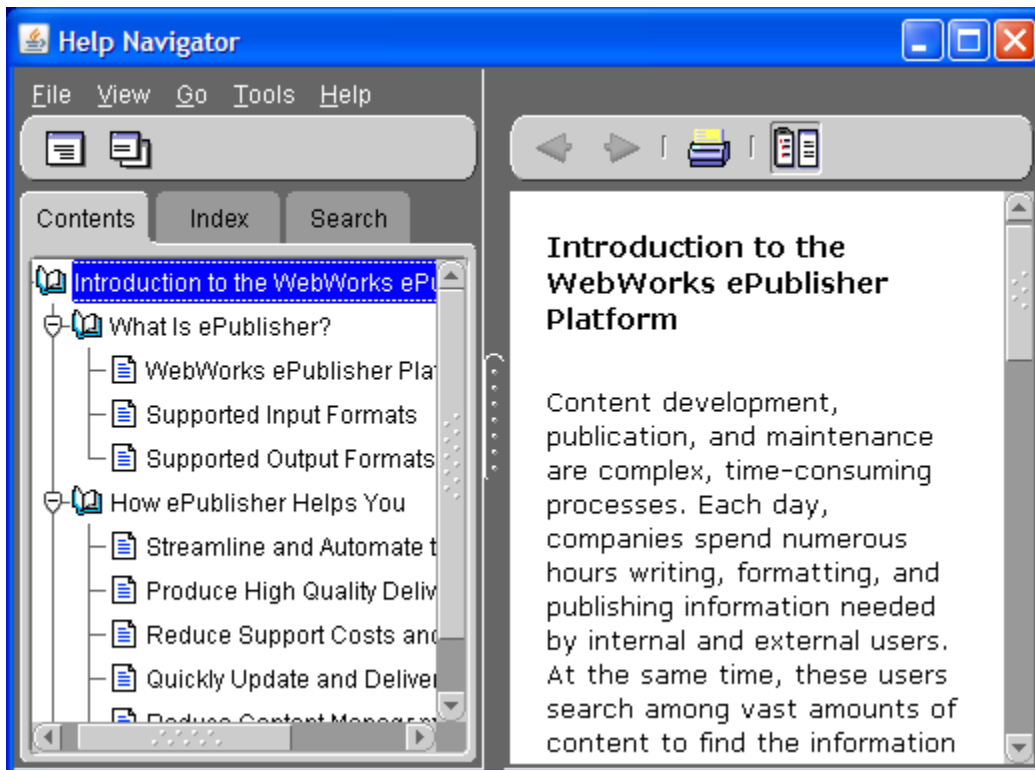 Help Navigator
File View Go Tools Help
Contents Index Search
Introduction to the WebWorks eP
What Is ePublisher?
WebWorks ePublisher Pla
Supported Input Formats
Supported Output Formats
How ePublisher Helps You
Streamline and Automate t
Produce High Quality Deliv
Reduce Support Costs and
Quickly Update and Deliver
Reduce Content
Introduction to the
WebWorks ePublisher
Platform
Content development,
publication, and maintenance
are complex, time-consuming
processes. Each day,
companies spend numerous
hours writing, formatting, and
publishing information needed
by internal and external users.
At the same time, these users
search among vast amounts of
content to find the information